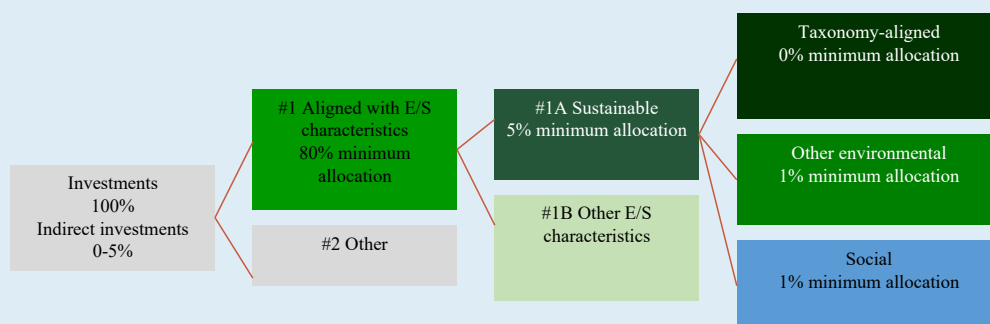 Investments
100%
Indirect investments
0-5%
#1 Aligned with E/S
characteristics
80% minimum
allocation
#2 Other
#1A Sustainable
5% minimum allocation
#1B Other E/S
characteristics
Taxonomy-aligned
0% minimum allocation
Other environmental
1% minimum allocation
Social
1% minimum allocation